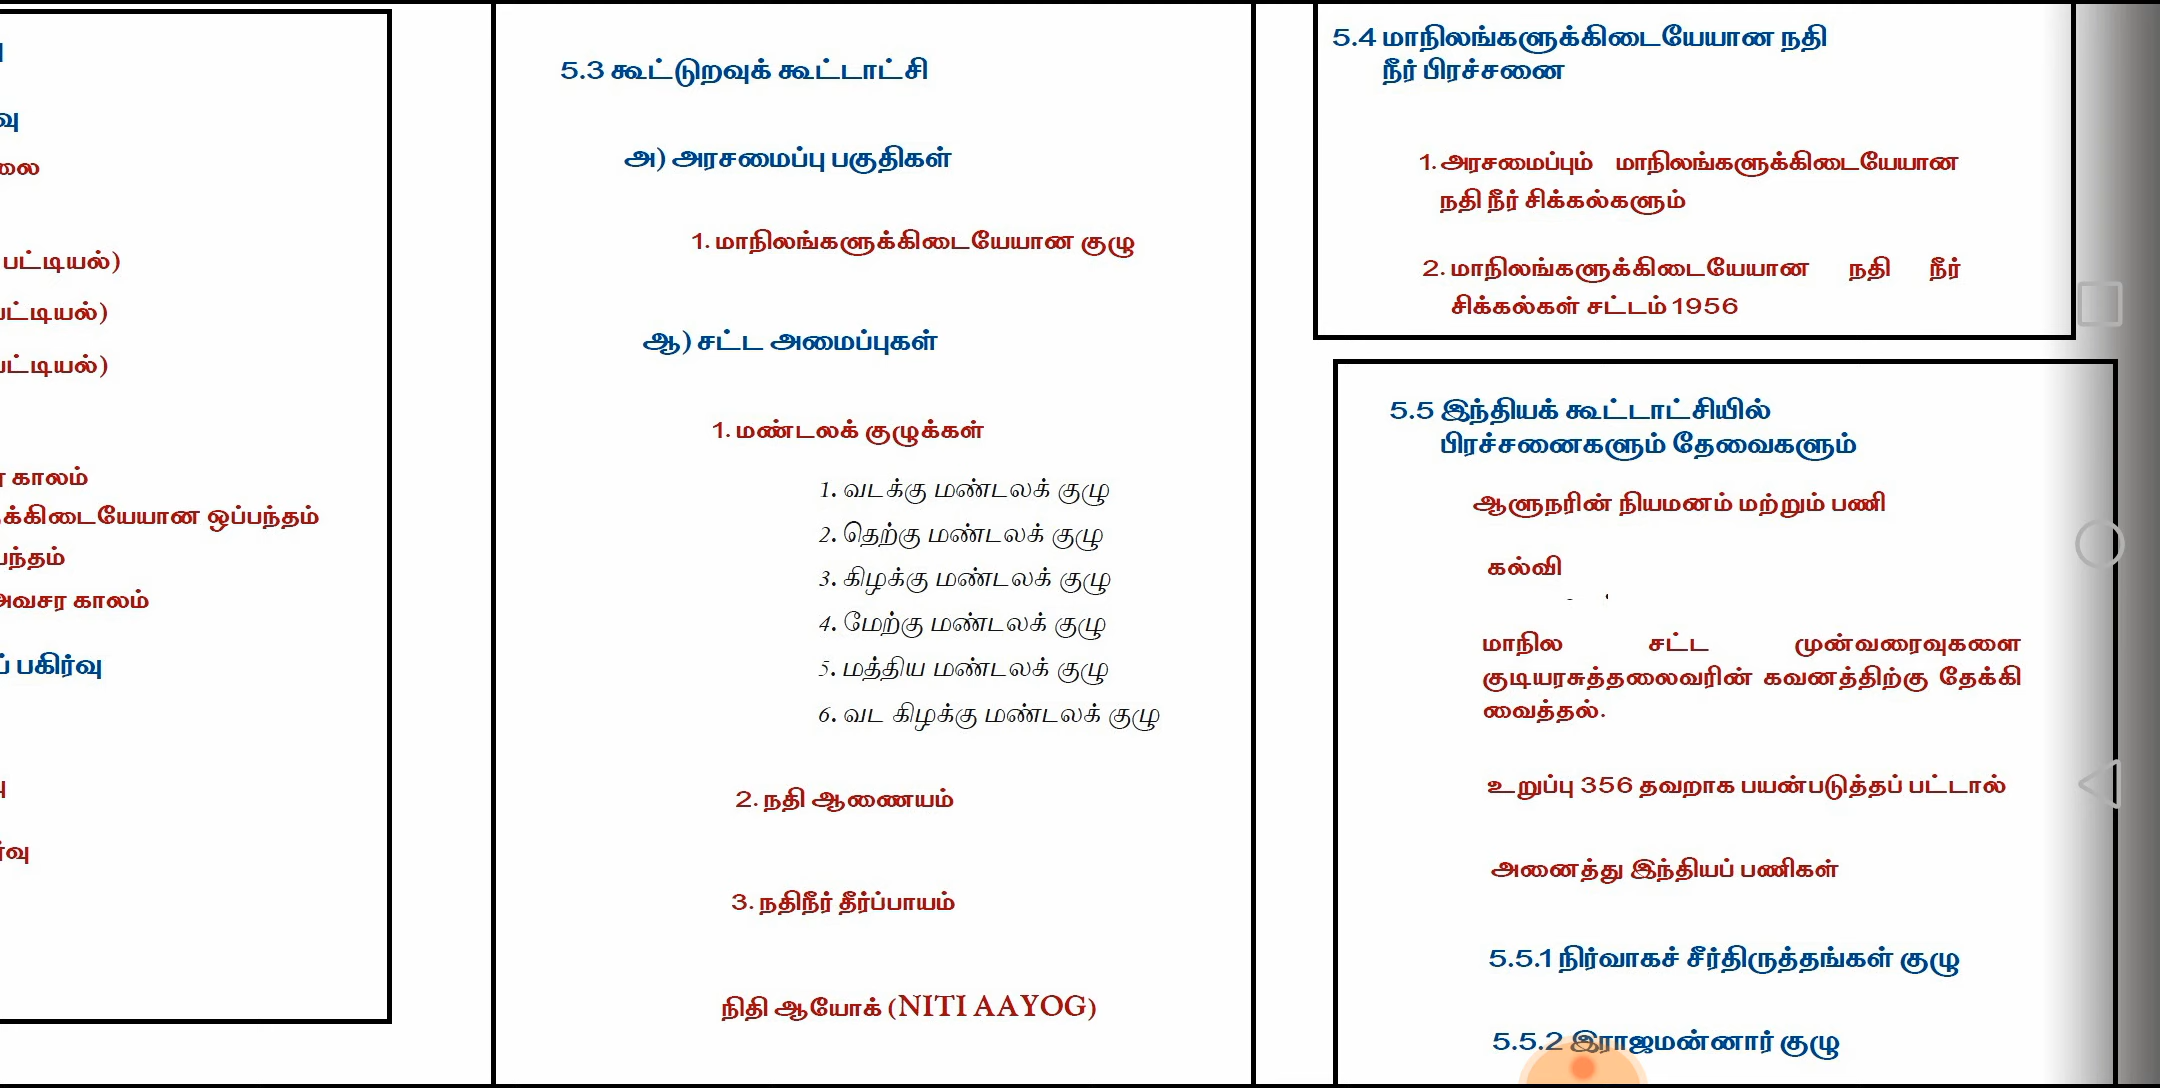 வு
லை
பட்டியல்)
பட்டியல்)
பட்டியல்)
காலம்
க்கிடையேயான ஒப்பந்தம்
பந்தம்
அவசர காலம்
பகிர்வு
5.3 கூட்டுறவுக் கூட்டாட்சி
அ) அரசமைப்பு பகுதிகள்
1. மாநிலங்களுக்கிடையேயான குழு
ஆ) சட்ட அமைப்புகள்
1. மண்டலக் குழுக்கள்
1. வடக்கு மண்டலக் குழு
2. தெற்கு மண்டலக் குழு
3. கிழக்கு மண்டலக் குழு
4. மேற்கு மண்டலக் குழு
5. மத்திய மண்டலக் குழு
6. வட கிழக்கு மண்டலக் குழு
2. நதி ஆணையம்
3. நதிநீர் தீர்ப்பாயம்
நிதி ஆயோக் (NITI AAYOG)
5.4 மாநிலங்களுக்கிடையேயான நதி
நீர் பிரச்சனை
1. அரசமைப்பும் மாநிலங்களுக்கிடையேயான
நதி நீர் சிக்கல்களும்
2. மாநிலங்களுக்கிடையேயான நதி நீர்
சிக்கல்கள் சட்டம் 1956
5.5 இந்தியக் கூட்டாட்சியில்
பிரச்சனைகளும் தேவைகளும்
ஆளுநரின் நியமனம் மற்றும் பணி
கல்வி
மாநில சட்ட முன்வரைவுகளை
குடியரசுத்தலைவரின் கவனத்திற்கு தேக்கி
வைத்தல்.
உறுப்பு 356 தவறாக பயன்படுத்தப் பட்டால்
அனைத்து இந்தியப் பணிகள்
5.5.1 நிர்வாகச் சீர்திருத்தங்கள் குழு
5.5.2 இராஜமன்னார் குழு